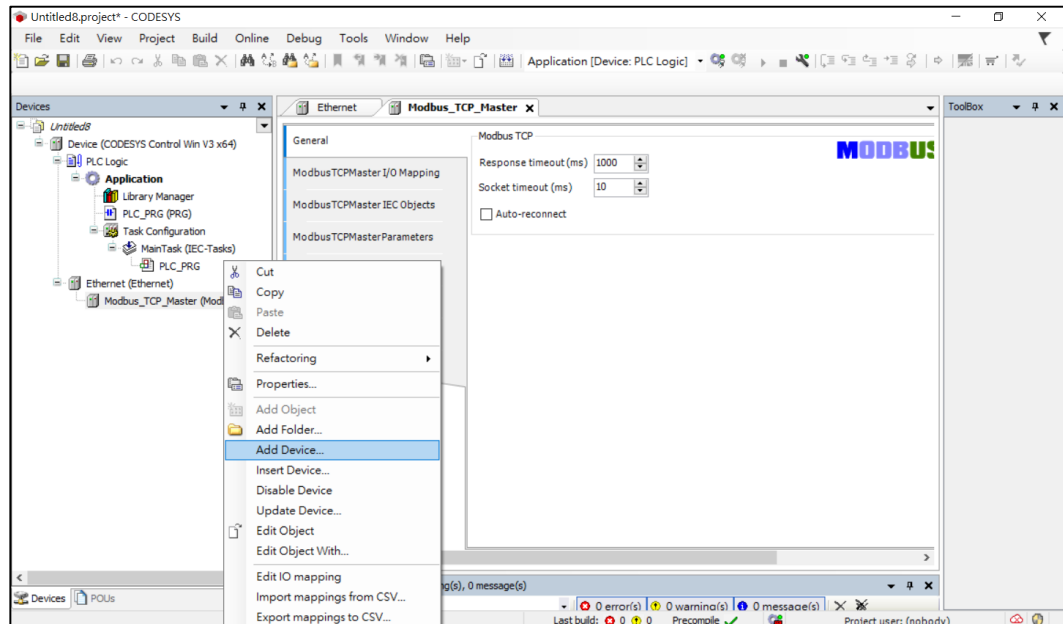 Untitled8.project* - CODESYS
File Edit View Project Build Online Debug Tools Window Help
Application [Device: PLC Logic]
Devices
Untitled8
Device (CODESYS Control Win V3 x64)
PLC Logic
Application
Library Manager
PLC_PRG (PRG)
Task Configuration
MainTask (IEC-Tasks)
PLC_PRG
Ethernet (Ethernet)
Modbus_TCP_Master (Mod
Devices POUs
Cut
Copy
Paste
Delete
Refactoring
Properties...
Add Object
Add Folder...
Add Device...
Insert Device...
Disable Device
Update Device...
Edit Object
Edit Object With...
Edit IO mapping
Import mappings from CSV...
Export mappings to CSV...
Ethernet Modbus_TCP_Master
General
ModbusTCPMaster I/O Mapping
ModbusTCPMaster IEC Objects
ModbusTCPMasterParameters
Modbus TCP
MODBUS
Response timeout (ms) 1000
Socket timeout (ms) 10
Auto-reconnect
ToolBox
ng(s), 0 message(s)
0 error(s) 0 warning(s) 0 message(s)
Last build: 0 0 Precompile Project user: (nobody)